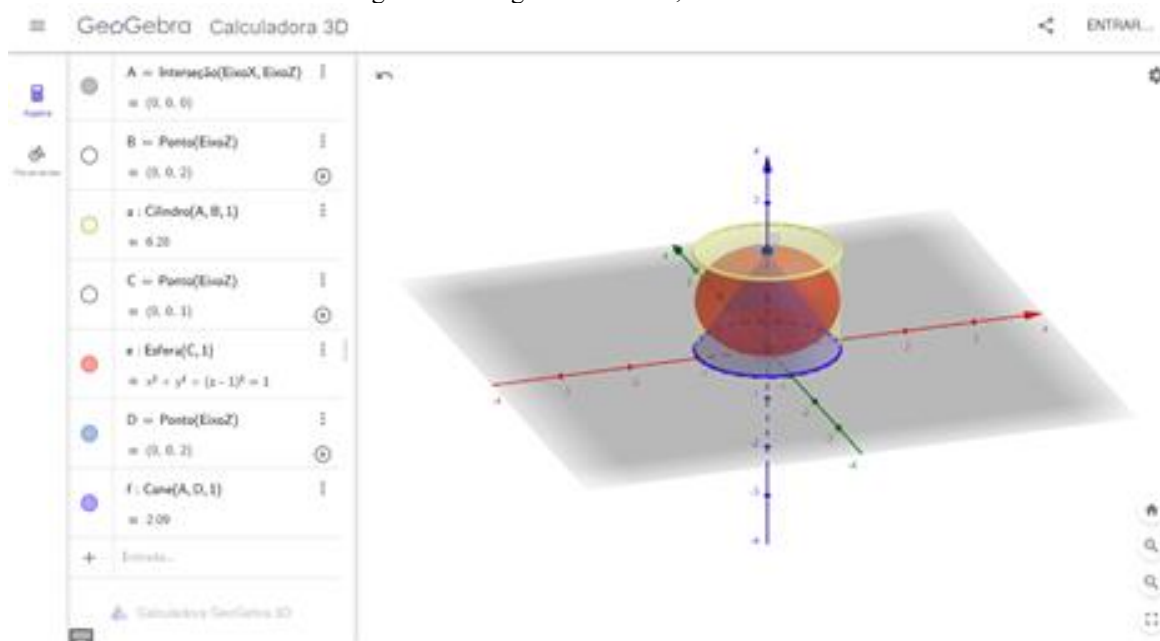 GeoGebra Calculadora 3D
ENTRAR...
A = Interseção(EixoX, EixoZ)
= (0, 0, 0)
B = Ponto(EixoZ)
= (0, 0, 2)
a : Cilindro(A, B, 1)
= 6.28
C = Ponto(EixoZ)
= (0, 0, 1)
e : Esfera(C, 1)
= x² + y² + (z - 1)² = 1
D = Ponto(EixoZ)
= (0, 0, 2)
f : Cone(A, D, 1)
= 2.09
+ Entrada...
Calculadora GeoGebra 3D